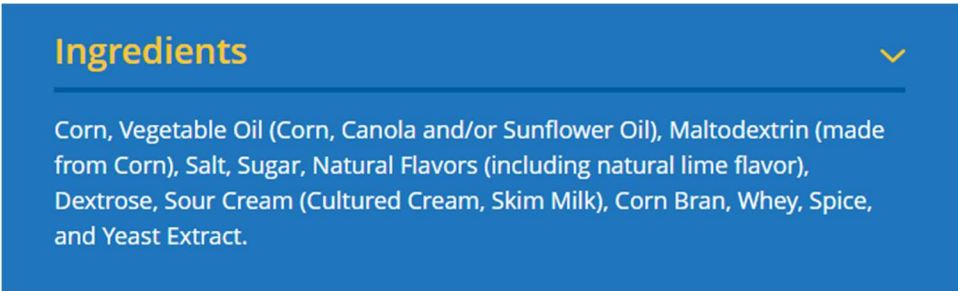 Ingredients
Corn, Vegetable Oil (Corn, Canola and/or Sunflower Oil), Maltodextrin (made
from Corn), Salt, Sugar, Natural Flavors (including natural lime flavor),
Dextrose, Sour Cream (Cultured Cream, Skim Milk), Corn Bran, Whey, Spice,
and Yeast Extract.